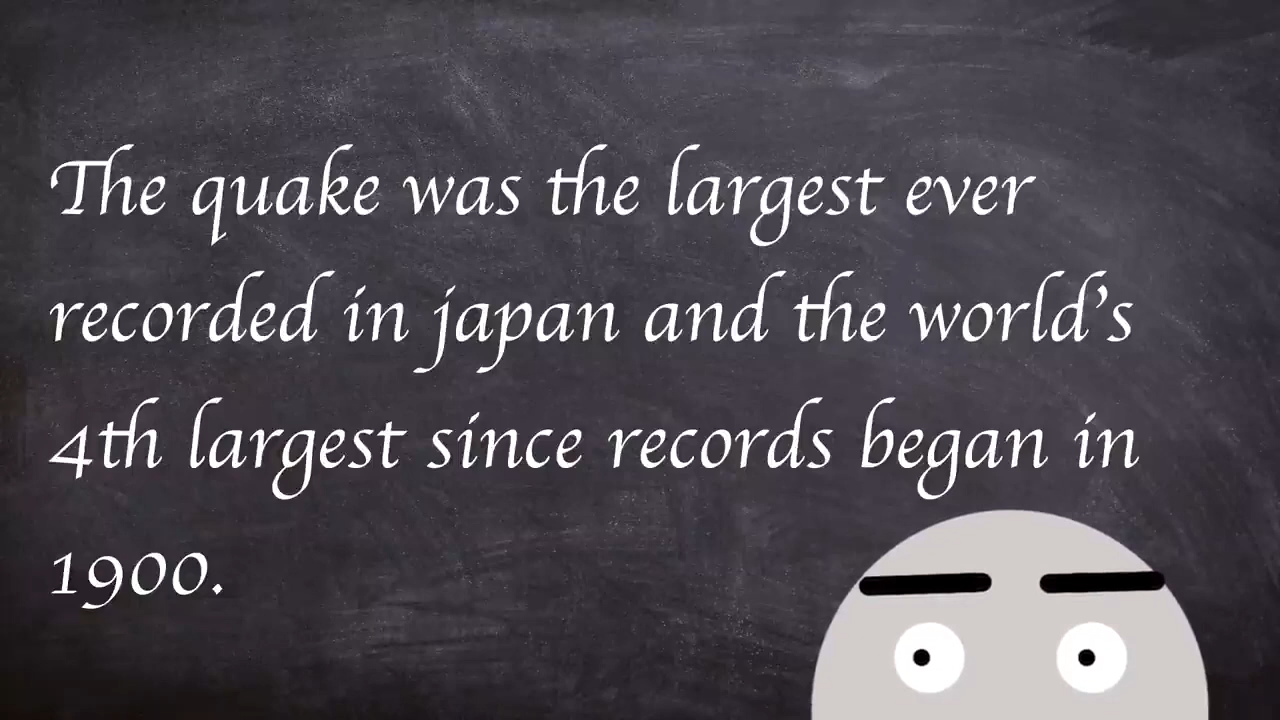 The quake was the largest ever
recorded in japan and the world's
4th largest since records began in
1900.